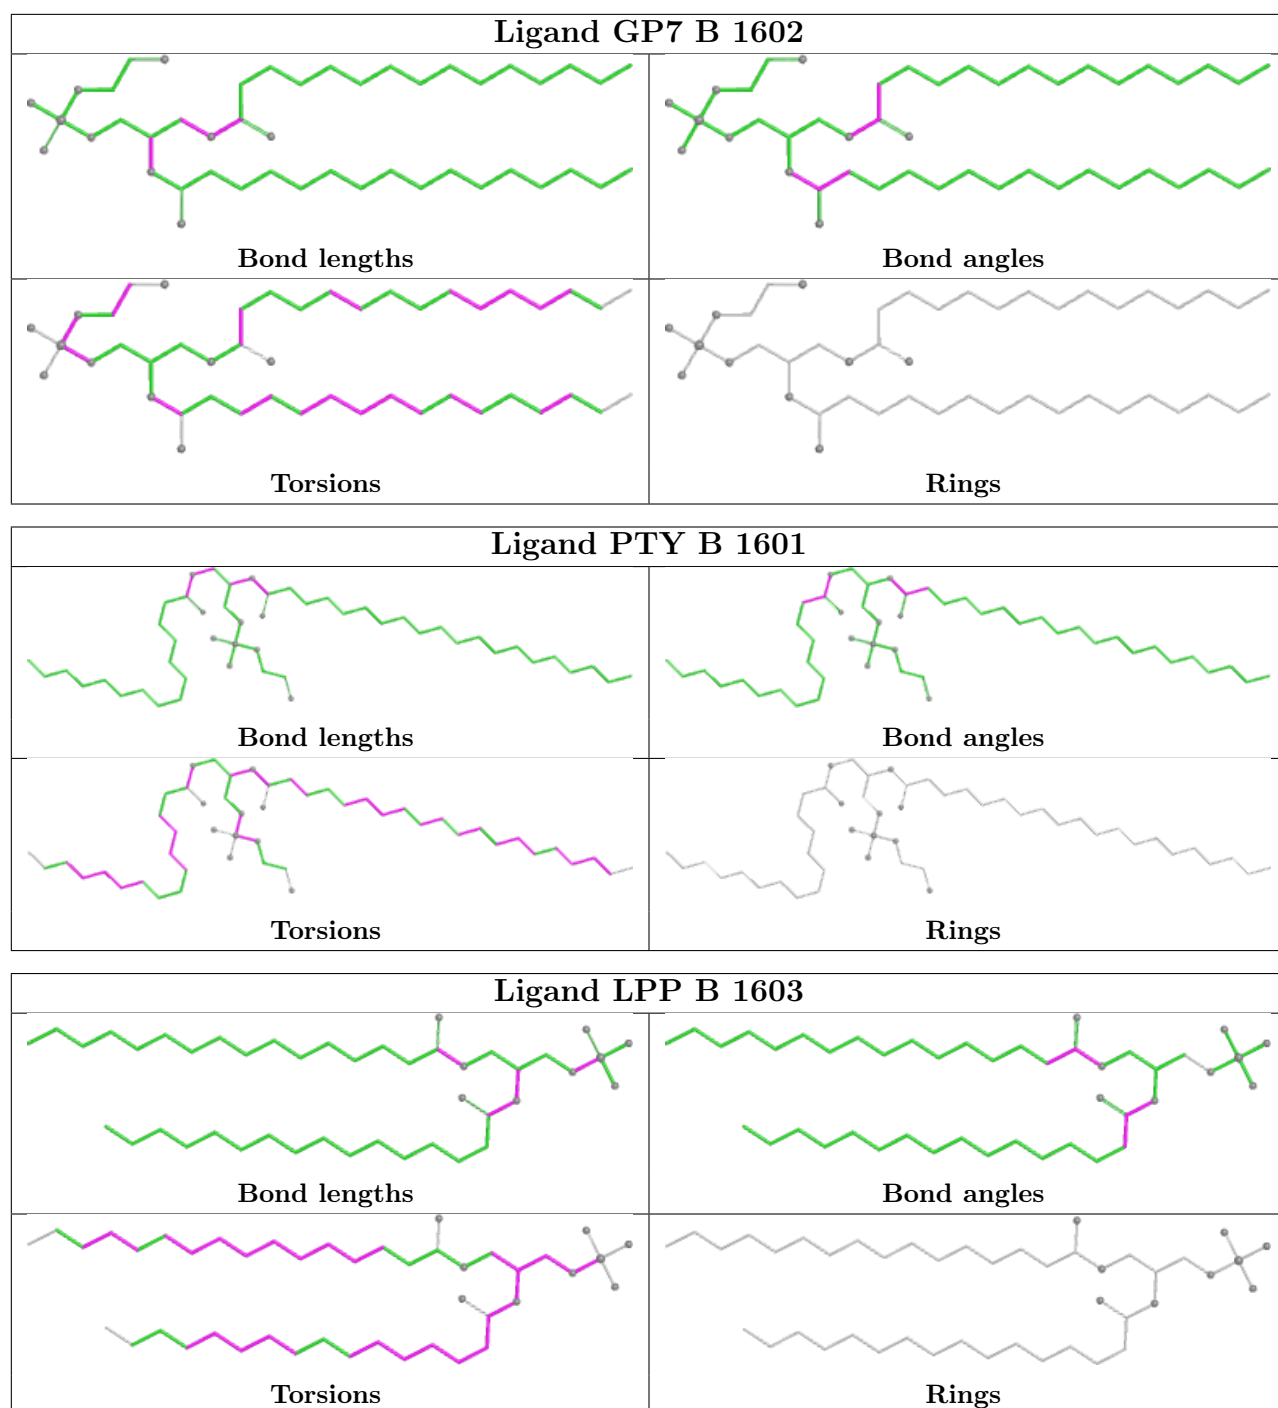 Ligand GP7 B 1602
Bond lengths
Bond angles
Torsions
Rings
Ligand PTY B 1601
Bond lengths
Bond angles
Torsions
Rings
Ligand LPP B 1603
Bond lengths
Bond angles
Torsions
Rings